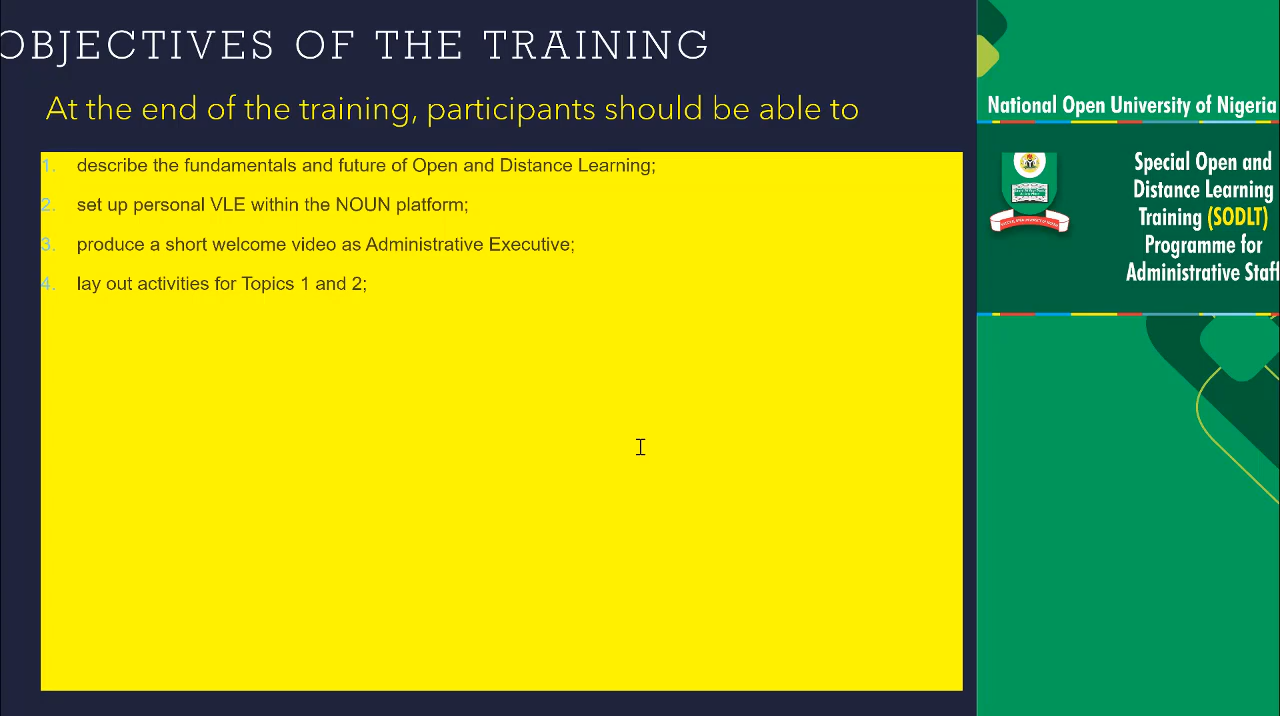 OBJECTIVES OF THE TRAINING
At the end of the training, participants should be able to
1. describe the fundamentals and future of Open and Distance Learning;
2. set up personal VLE within the NOUN platform;
3. produce a short welcome video as Administrative Executive;
4. lay out activities for Topics 1 and 2;
National Open University of Nigeria
Special Open and
Distance Learning
Training (SODLT)
Programme for
Administrative Staff